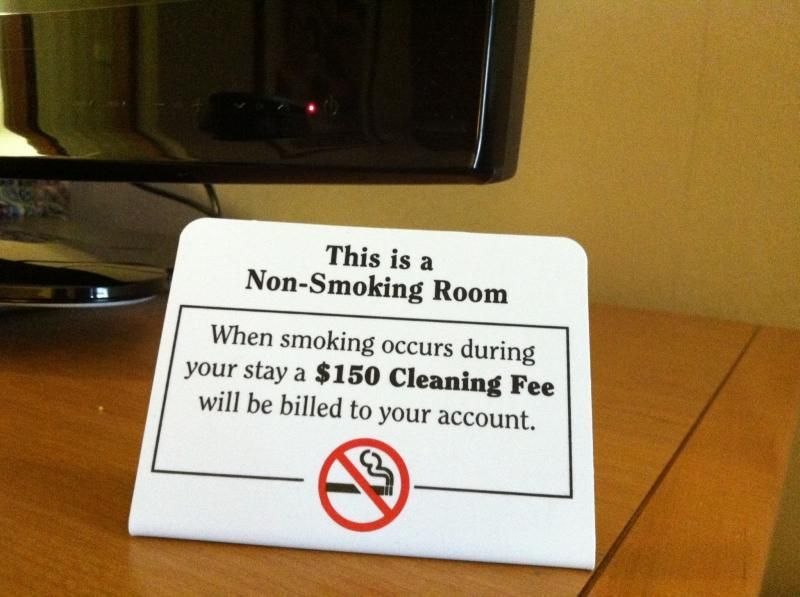 This is a
Non-Smoking Room
When smoking occurs during
your stay a $150 Cleaning Fee
will be billed to your account.